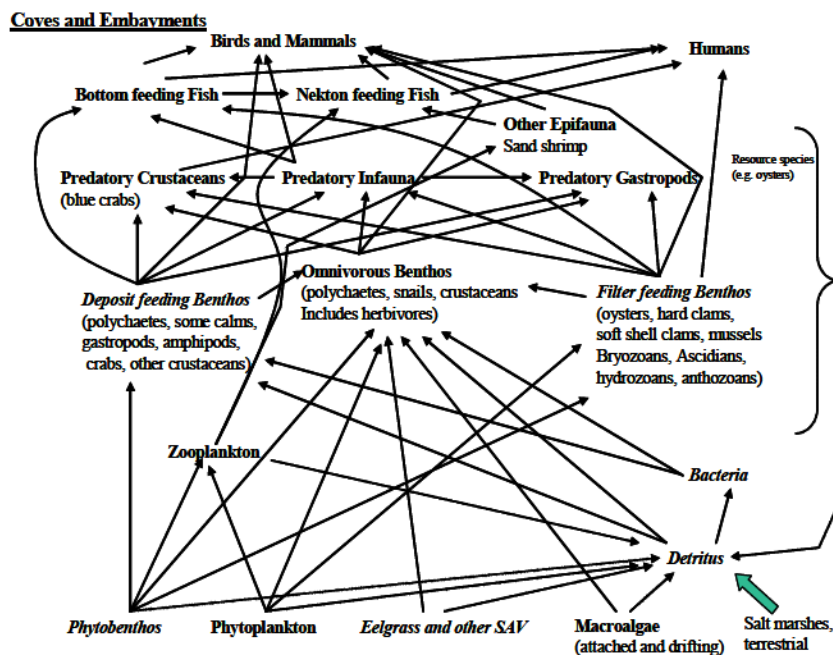 Coves and Embayments
Birds and Mammals
Humans
Bottom feeding Fish
Nekton feeding Fish
Other Epifauna
Sand shrimp
Resource species
(e.g. oysters)
Predatory Crustaceans
(blue crabs)
Predatory Infauna
Predatory Gastropods
Deposit feeding Benthos
(polychaetes, some calms,
gastropods, amphipods,
crabs, other crustaceans)
Omnivorous Benthos
(polychaetes, snails, crustaceans
Includes herbivores)
Filter feeding Benthos
(oysters, hard clams,
soft shell clams, mussels
Bryozoans, Ascidians,
hydrozoans, anthozoans)
Zooplankton
Bacteria
Detritus
Phytobenthos
Phytoplankton
Eelgrass and other SAV
Macroalgae
(attached and drifting)
Salt marshes,
terrestrial